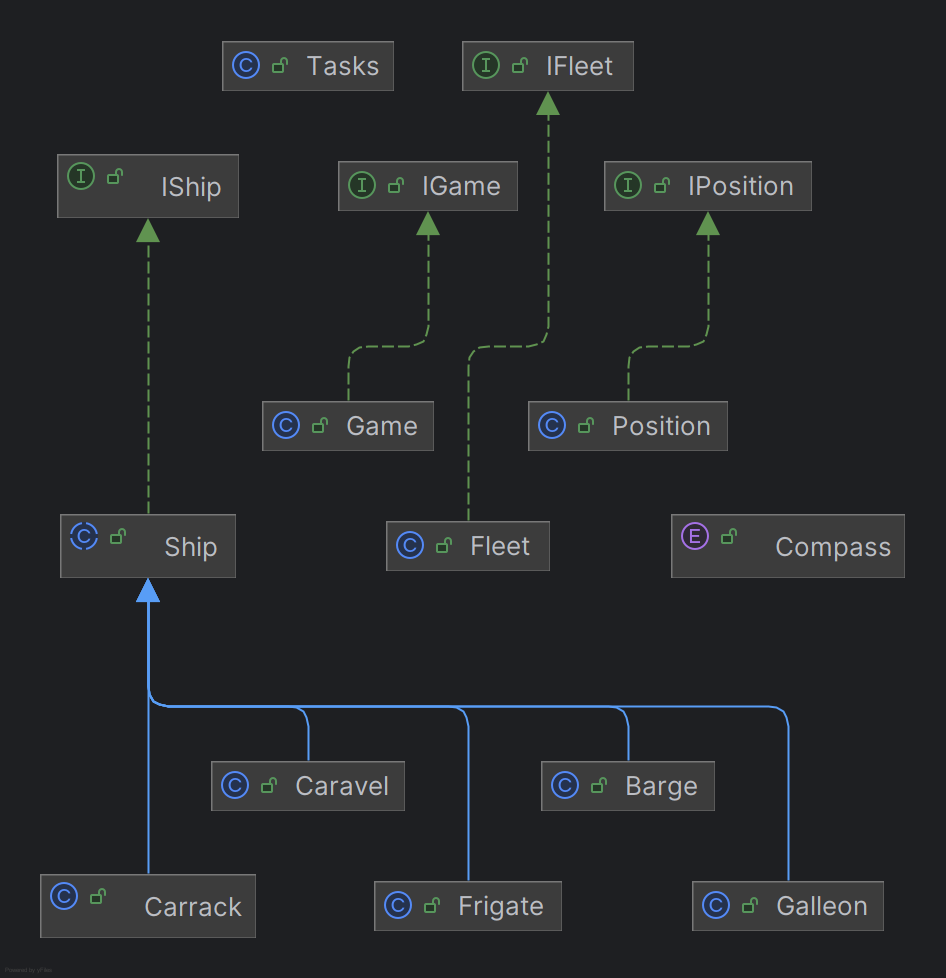 C Tasks
I IFleet
I IShip
I IGame
I IPosition
C Game
C Position
C Ship
C Fleet
E Compass
C Caravel
C Barge
C Carrack
C Frigate
C Galleon
Powered by yFiles